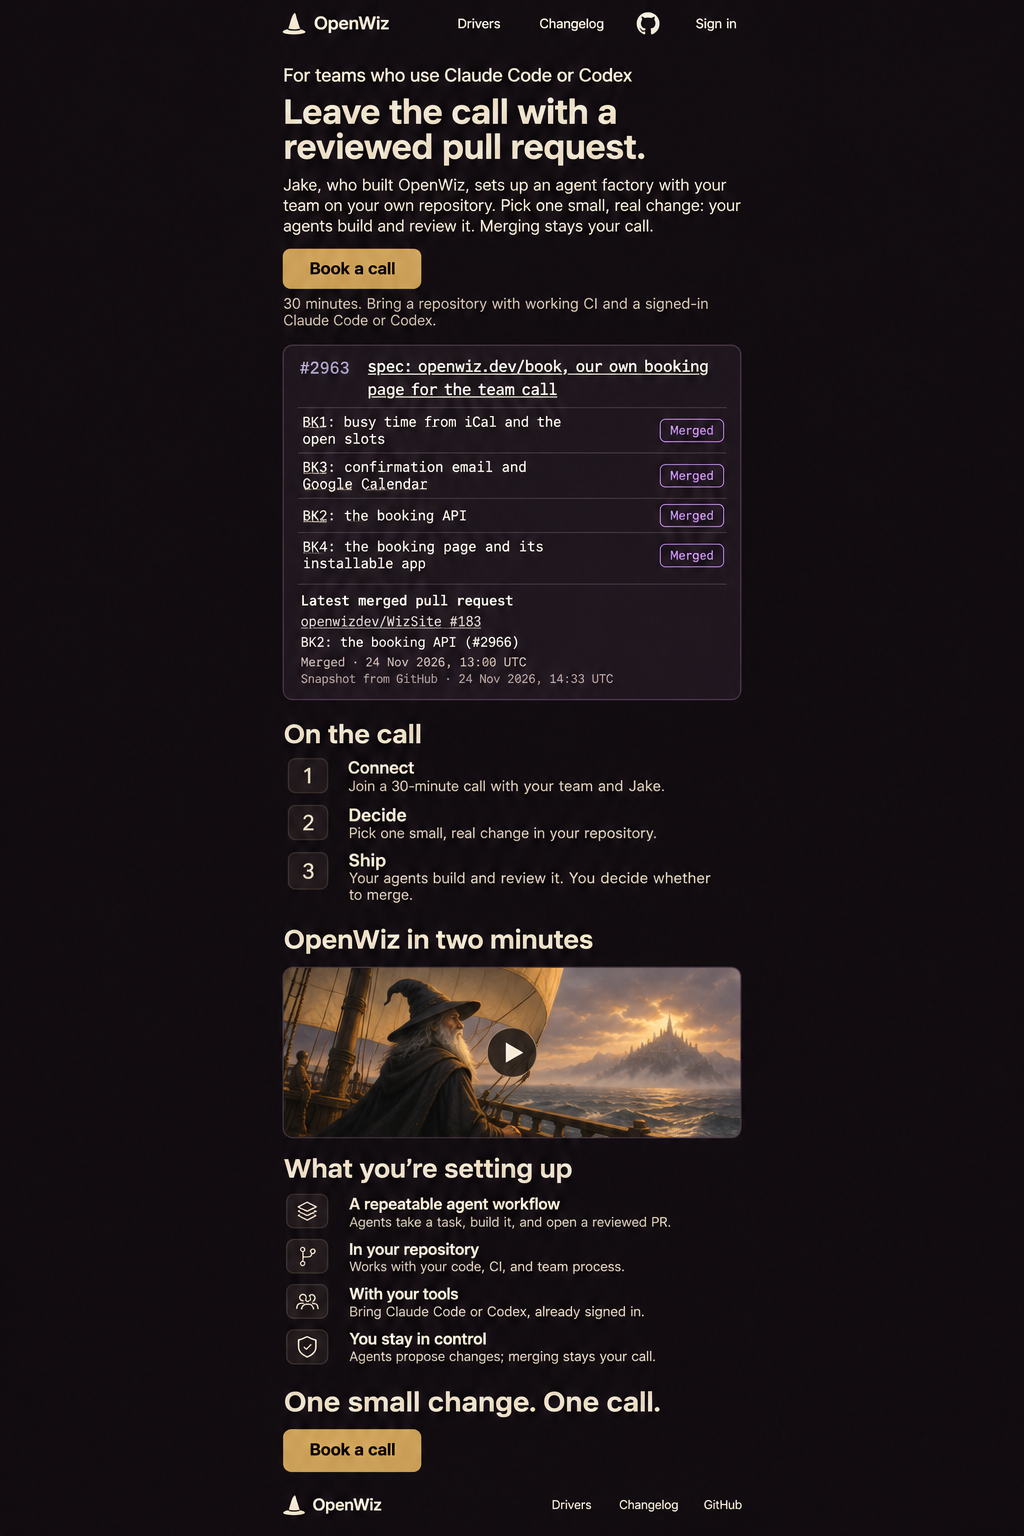 OpenWiz
Drivers
Changelog
Sign in
For teams who use Claude Code or Codex
Leave the call with a
reviewed pull request.
Jake, who built OpenWiz, sets up an agent factory with your
team on your own repository. Pick one small, real change: your
agents build and review it. Merging stays your call.
Book a call
30 minutes. Bring a repository with working CI and a signed-in
Claude Code or Codex.
#2963
spec: openwiz.dev/book, our own booking
page for the team call
BK1: busy time from iCal and the
open slots
Merged
BK3: confirmation email and
Google Calendar
Merged
BK2: the booking API
Merged
BK4: the booking page and its
installable app
Merged
Latest merged pull request
openwizdev/WizSite #183
BK2: the booking API (#2966)
Merged · 24 Nov 2026, 13:00 UTC
Snapshot from GitHub · 24 Nov 2026, 14:33 UTC
On the call
1
Connect
Join a 30-minute call with your team and Jake.
2
Decide
Pick one small, real change in your repository.
3
Ship
Your agents build and review it. You decide whether
to merge.
OpenWiz in two minutes
What you're setting up
A repeatable agent workflow
Agents take a task, build it, and open a reviewed PR.
In your repository
Works with your code, CI, and team process.
With your tools
Bring Claude Code or Codex, already signed in.
You stay in control
Agents propose changes; merging stays your call.
One small change. One call.
Book a call
OpenWiz
Drivers
Changelog
GitHub